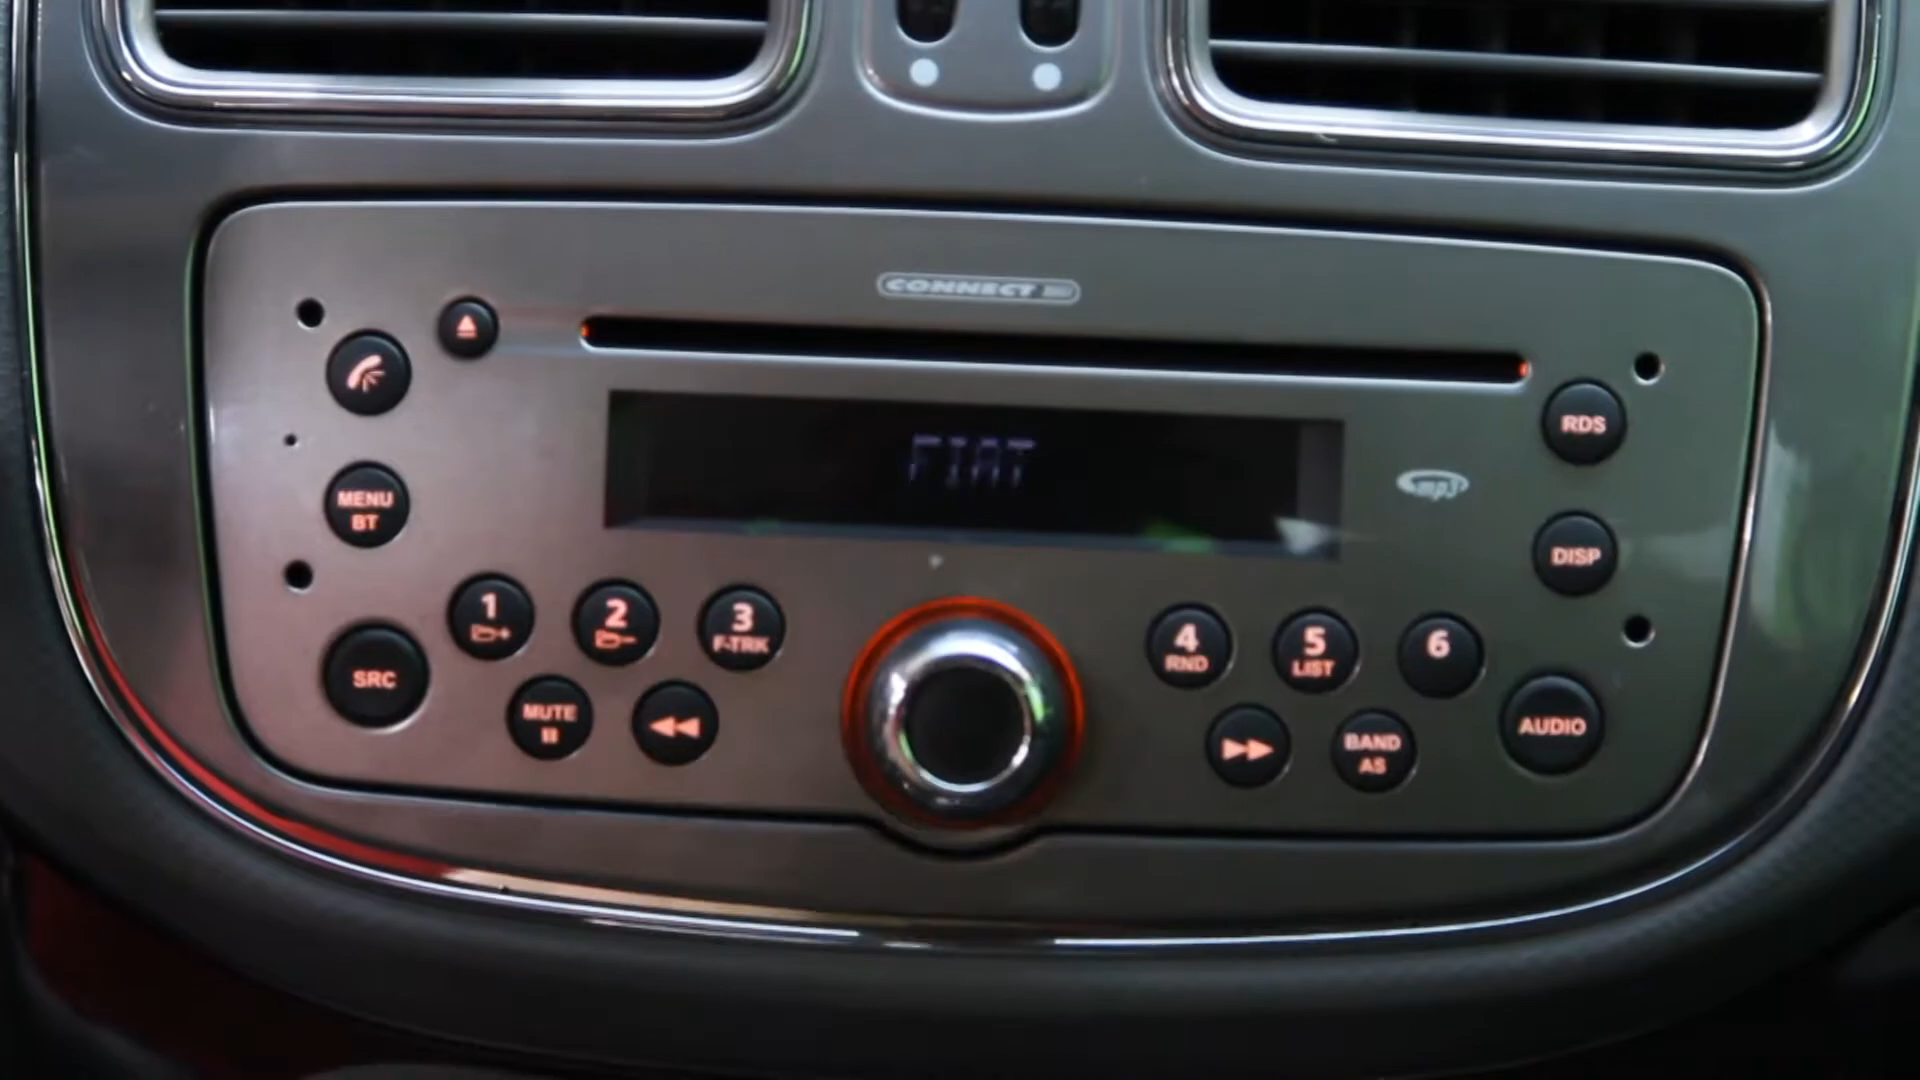 CONNECT
RDS
FIAT
mp3
MENU
BT
DISP
1
2
3
F-TRK
4
RND
5
LIST
6
SRC
MUTE
AUDIO
BAND
AS